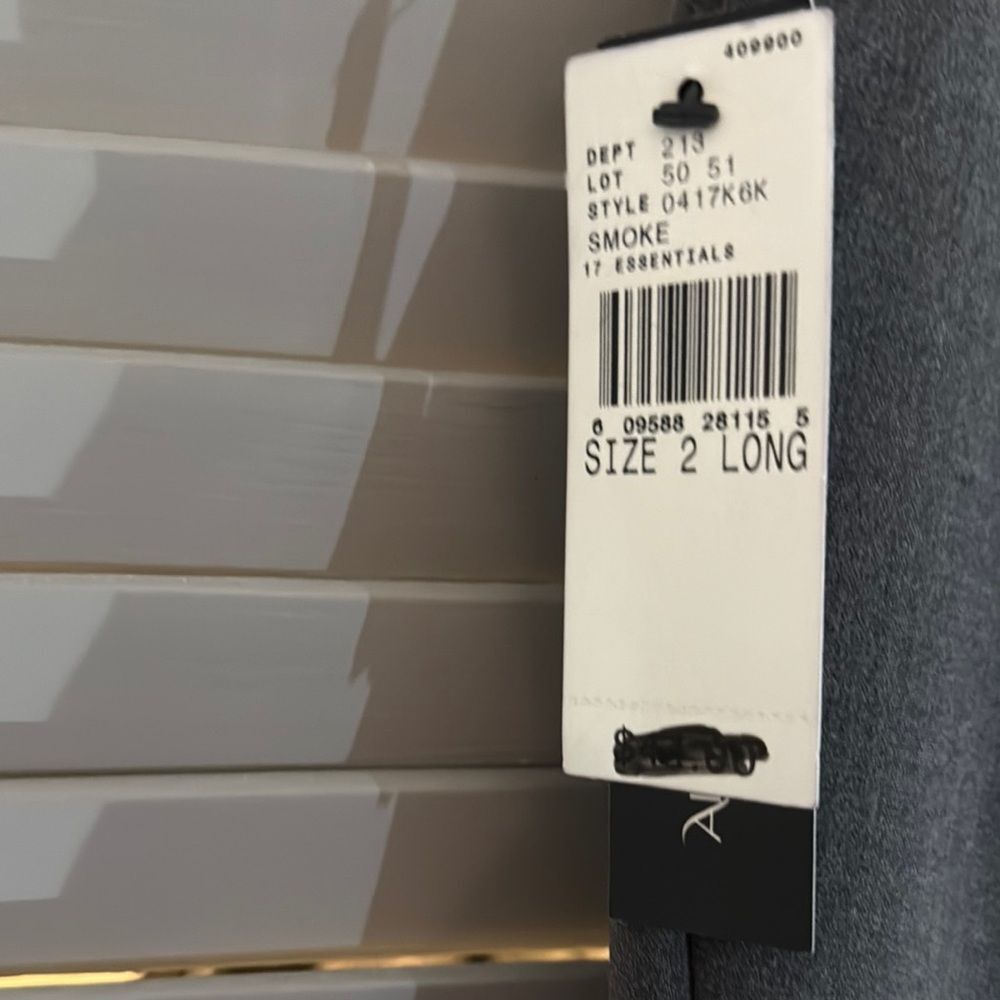 409900
DEPT 213
LOT 50 51
STYLE 0417K6K
SMOKE
17 ESSENTIALS
6 09588 28115 5
SIZE 2 LONG